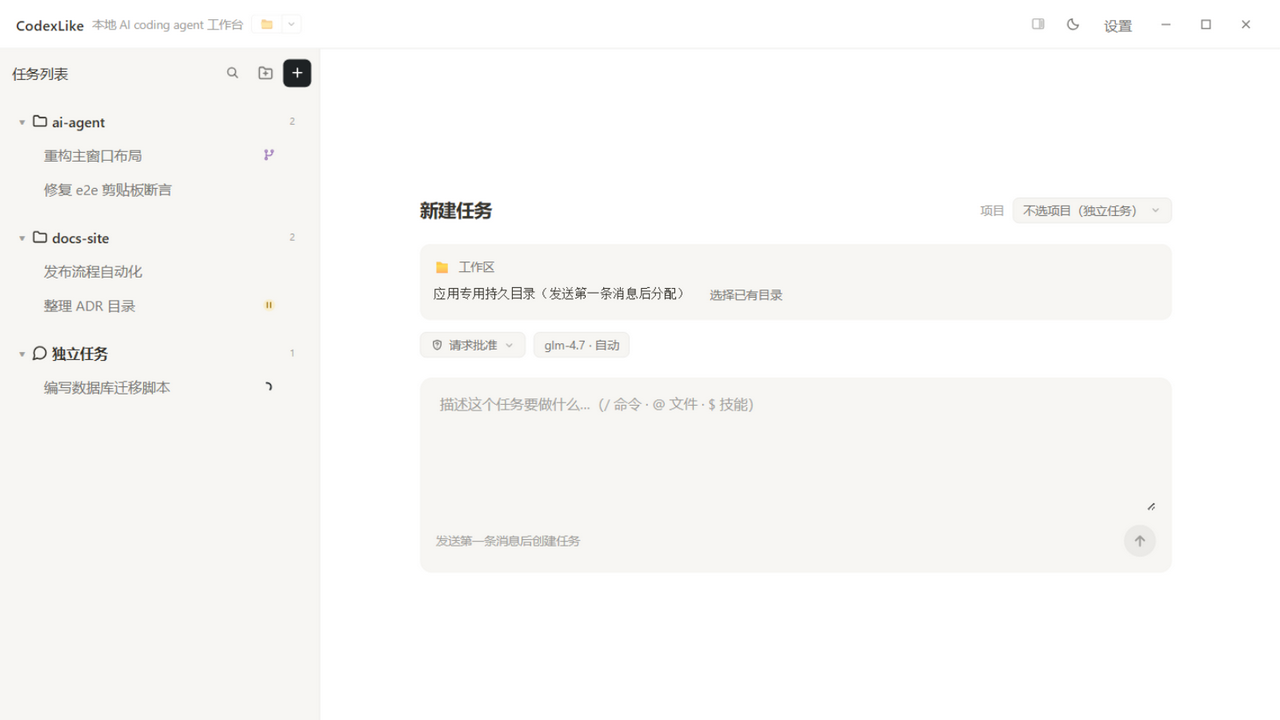 CodexLike 本地 AI coding agent 工作台
设置
任务列表
ai-agent 2
重构主窗口布局
修复 e2e 剪贴板断言
docs-site 2
发布流程自动化
整理 ADR 目录
独立任务 1
编写数据库迁移脚本
新建任务
项目 不选项目（独立任务）
工作区
应用专用持久目录（发送第一条消息后分配） 选择已有目录
请求批准 glm-4.7 · 自动
描述这个任务要做什么...（/ 命令 · @ 文件 · $ 技能）
发送第一条消息后创建任务